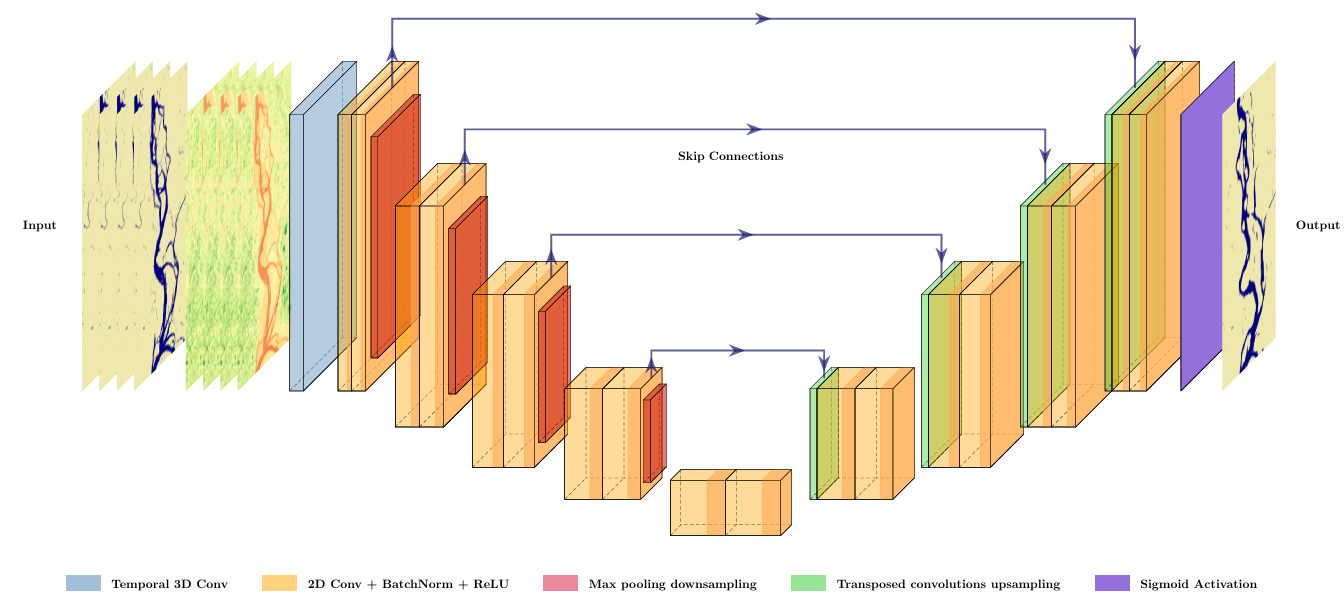 Skip Connections
Input
Output
Temporal 3D Conv
2D Conv + BatchNorm + ReLU
Max pooling downsampling
Transposed convolutions upsampling
Sigmoid Activation